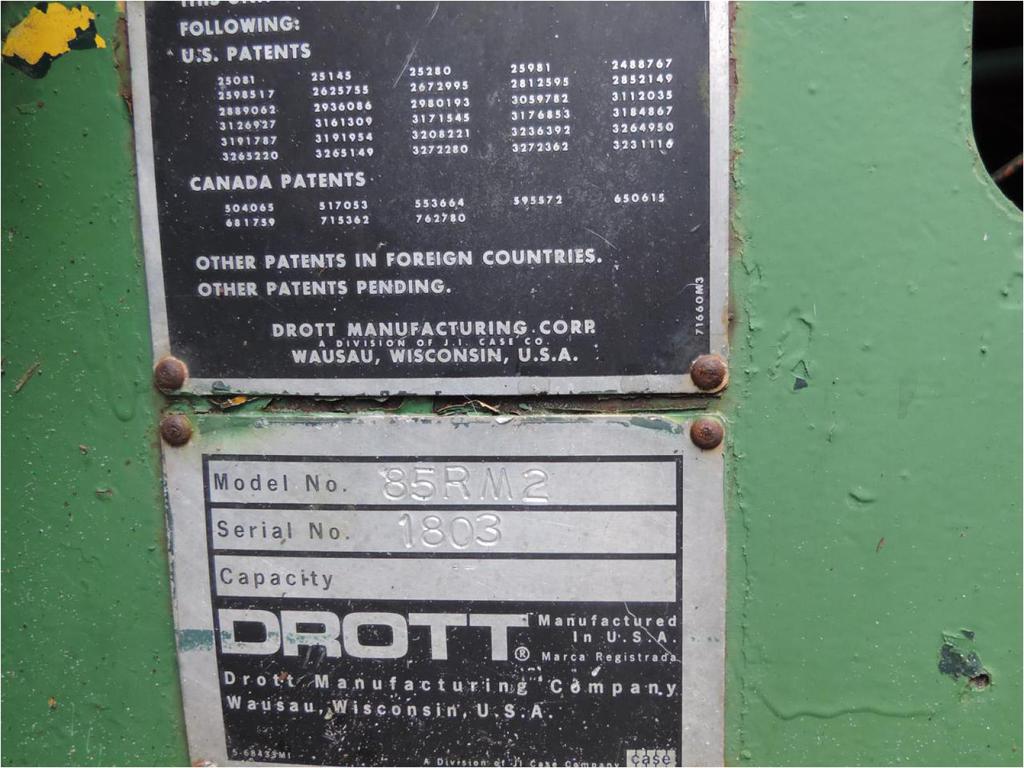 THIS UNIT
FOLLOWING:
U.S. PATENTS
25081 25145 25280 25981 2488767
2598517 2625755 2672995 2812595 2852149
2889062 2936086 2980193 3059782 3112035
3126927 3161309 3171545 3176853 3184867
3191787 3191954 3208221 3236392 3264950
3265220 3265149 3272280 3272362 3231116
CANADA PATENTS
504065 517053 553664 595572 650615
681759 715362 762780
OTHER PATENTS IN FOREIGN COUNTRIES.
OTHER PATENTS PENDING.
71660M3
DROTT MANUFACTURING CORP.
A DIVISION OF J.I. CASE CO.
WAUSAU, WISCONSIN, U.S.A.
Model No. 85RM2
Serial No. 1803
Capacity
DROTT ® Manufactured
In U.S.A.
Marca Registrada
Drott Manufacturing Company
Wausau, Wisconsin, U.S.A.
A Division of JI Case Company case